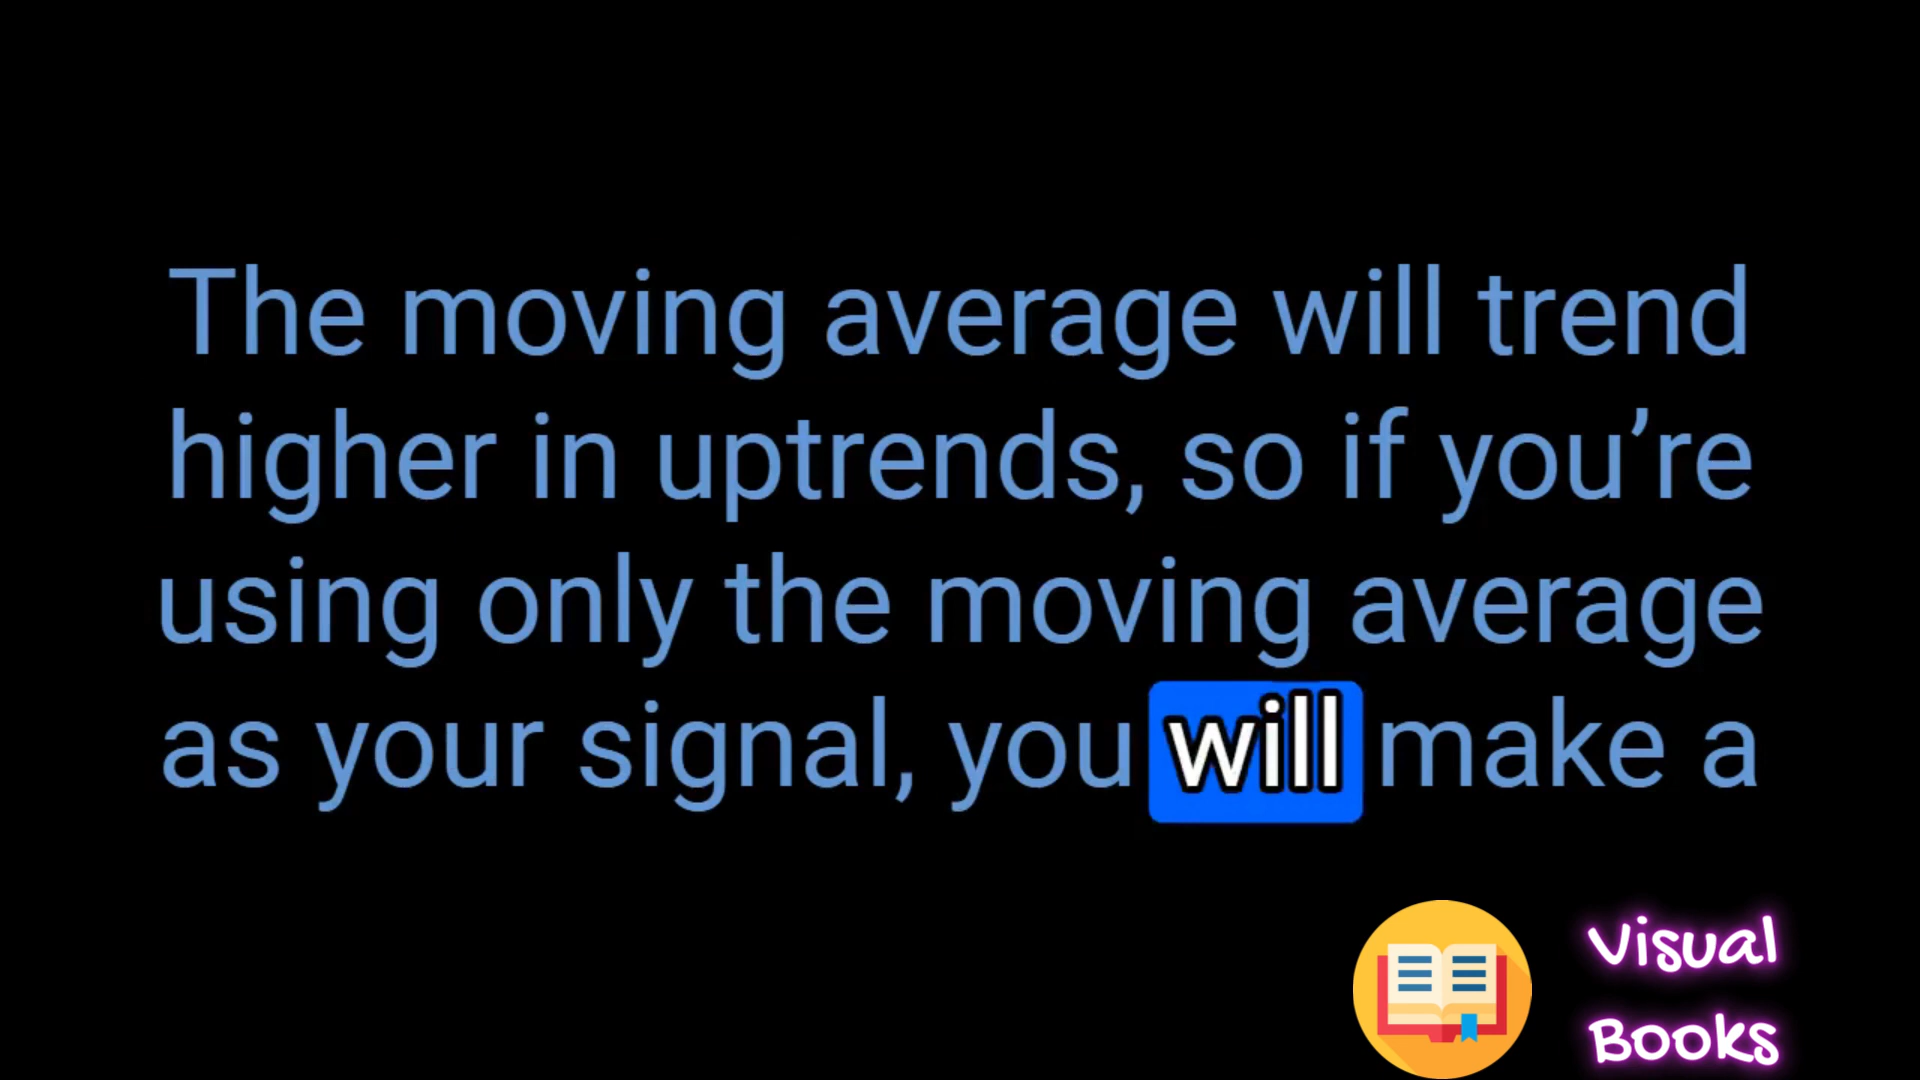 The moving average will trend
higher in uptrends, so if you’re
using only the moving average
as your signal, you will make a
Visual
Books